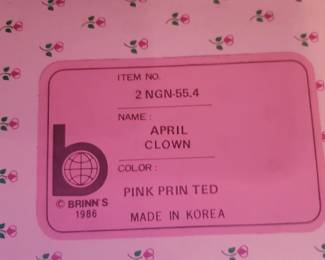 ITEM NO.
2 NGN-55.4
NAME :
APRIL
CLOWN
COLOR :
PINK PRIN TED
MADE IN KOREA
b
© BRINN'S
1986